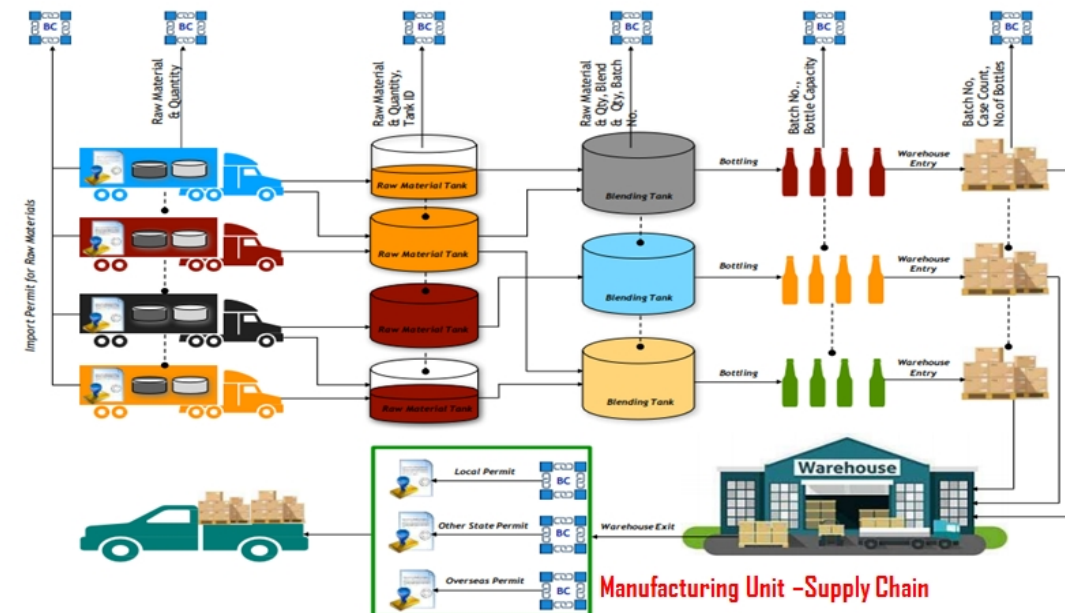 BC
BC
BC
BC
BC
BC
Import Permit for Raw Materials
Raw Material
& Quantity
Raw Material
& Quantity,
Tank ID
Raw Material
& Qty, Blend
& Qty, Batch
No.
Batch No.,
Bottle Capacity
Batch No,
Case Count,
No.of Bottles
Raw Material Tank
Blending Tank
Bottling
Warehouse
Entry
Raw Material Tank
Blending Tank
Bottling
Warehouse
Entry
Raw Material Tank
Blending Tank
Bottling
Warehouse
Entry
Raw Material Tank
Warehouse
Local Permit
BC
Other State Permit
BC
Warehouse Exit
Overseas Permit
BC
Manufacturing Unit –Supply Chain